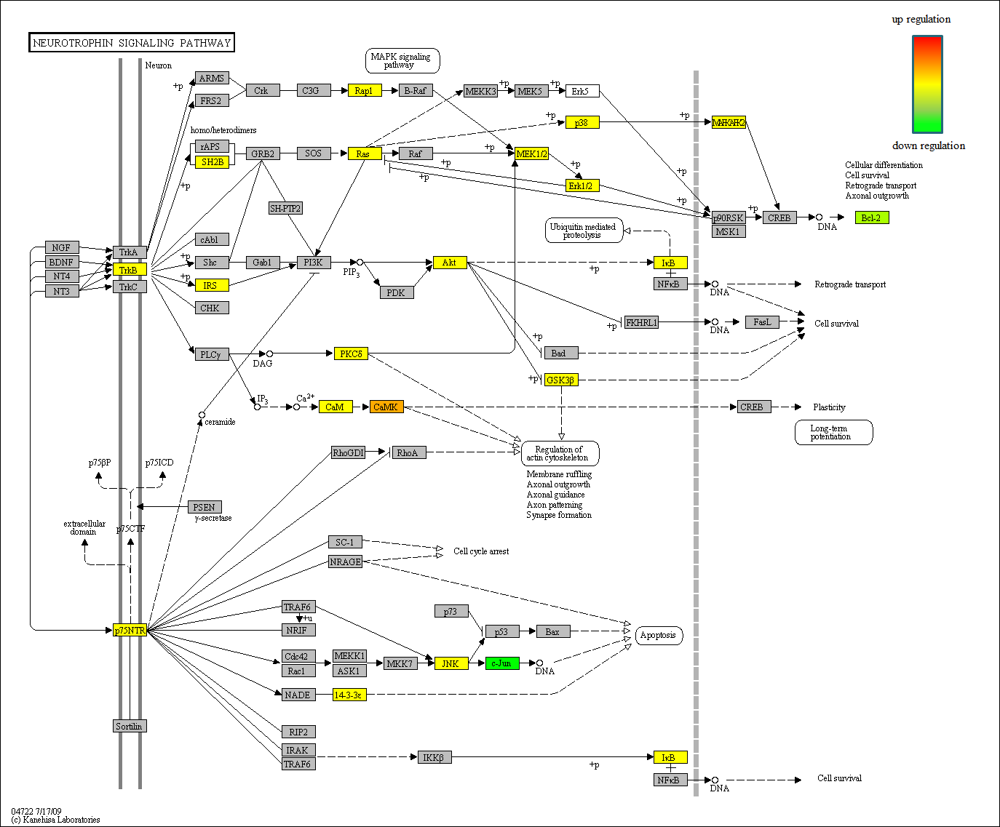 up regulation
down regulation
NEUROTROPHIN SIGNALING PATHWAY
Neuron
MAPK signaling
pathway
ARMS
+p
FRS2
Crk
C3G
Rap1
B-Raf
MEKK3
+p
MEK5
+p
Erk5
+p
p38
+p
MAPKAPK2
homo/heterodimers
rAPS
SH2B
+p
GRB2
SOS
Ras
Raf
+p
MEK1/2
+p
+p
+p
Erk1/2
+p
+p
Cellular differentiation
Cell survival
Retrograde transport
Axonal outgrowth
SH-PTP2
p90RSK
MSK1
+p
CREB
DNA
Bcl-2
Ubiquitin mediated
proteolysis
NGF
BDNF
NT4
NT3
TrkA
TrkB
TrkC
cAbl
+p
Shc
+p
IRS
CHK
Gab1
PI3K
PIP3
PDK
Akt
+p
IκB
NFκB
DNA
Retrograde transport
+p
FKHRL1
DNA
FasL
Cell survival
PLCγ
DAG
PKCδ
+p
Bad
+p
GSK3β
IP3
Ca2+
CaM
CaMK
CREB
Plasticity
Long-term
potentiation
ceramide
RhoGDI
RhoA
Regulation of
actin cytoskeleton
Membrane ruffling
Axonal outgrowth
Axonal guidance
Axon patterning
Synapse formation
p75βP
p75ICD
PSEN
γ-secretase
extracellular
domain
p75CTF
SC-1
NRAGE
Cell cycle arrest
TRAF6
+u
NRIF
p73
p53
Bax
Apoptosis
p75NTR
Cdc42
Rac1
MEKK1
ASK1
MKK7
JNK
c-Jun
DNA
NADE
14-3-3ε
Sortilin
RIP2
IRAK
TRAF6
IKKβ
+p
IκB
NFκB
DNA
Cell survival
04722 7/17/09
(c) Kanehisa Laboratories